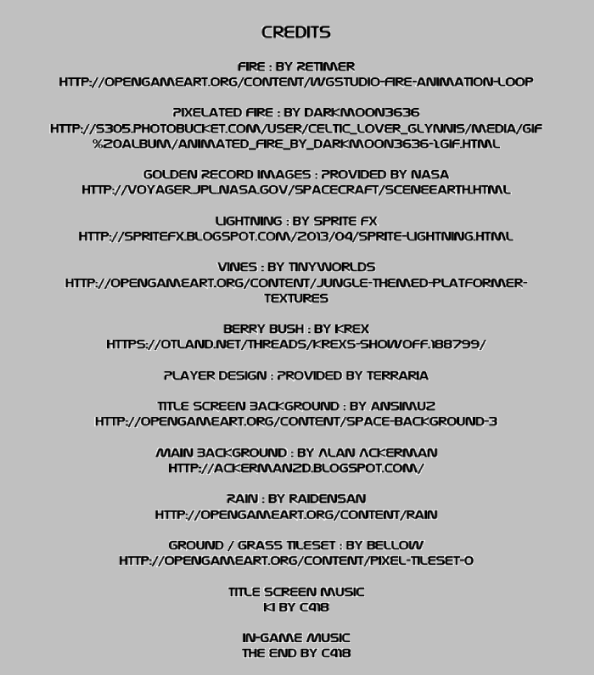 CREDITS
FIRE : BY RETIMER
HTTP://OPENGAMEART.ORG/CONTENT/WGSTUDIO-FIRE-ANIMATION-LOOP
PIXELATED FIRE : BY DARKMOON3636
HTTP://S305.PHOTOBUCKET.COM/USER/CELTIC_LOVER_GLYNNIS/MEDIA/GIF
%20ALBUM/ANIMATED_FIRE_BY_DARKMOON3636-1.GIF.HTML
GOLDEN RECORD IMAGES : PROVIDED BY NASA
HTTP://VOYAGER.JPL.NASA.GOV/SPACECRAFT/SCENEEARTH.HTML
LIGHTNING : BY SPRITE FX
HTTP://SPRITEFX.BLOGSPOT.COM/2013/04/SPRITE-LIGHTNING.HTML
VINES : BY TINYWORLDS
HTTP://OPENGAMEART.ORG/CONTENT/JUNGLE-THEMED-PLATFORMER-
TEXTURES
BERRY BUSH : BY KREX
HTTPS://OTLAND.NET/THREADS/KREXS-SHOWOFF.188799/
PLAYER DESIGN : PROVIDED BY TERRARIA
TITLE SCREEN BACKGROUND : BY ANSIMUZ
HTTP://OPENGAMEART.ORG/CONTENT/SPACE-BACKGROUND-3
MAIN BACKGROUND : BY ALAN ACKERMAN
HTTP://ACKERMAN2D.BLOGSPOT.COM/
RAIN : BY RAIDENSAN
HTTP://OPENGAMEART.ORG/CONTENT/RAIN
GROUND / GRASS TILESET : BY BELLOW
HTTP://OPENGAMEART.ORG/CONTENT/PIXEL-TILESET-0
TITLE SCREEN MUSIC
KI BY C418
IN-GAME MUSIC
THE END BY C418